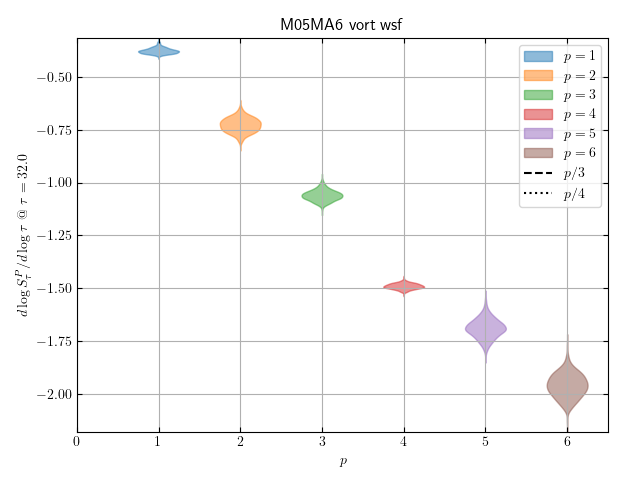 M05MA6 vort wsf
−0.50
−0.75
−1.00
−1.25
−1.50
−1.75
−2.00
d log S_τ^P / d log τ @ τ = 32.0
0 1 2 3 4 5 6
p
p = 1
p = 2
p = 3
p = 4
p = 5
p = 6
p/3
p/4